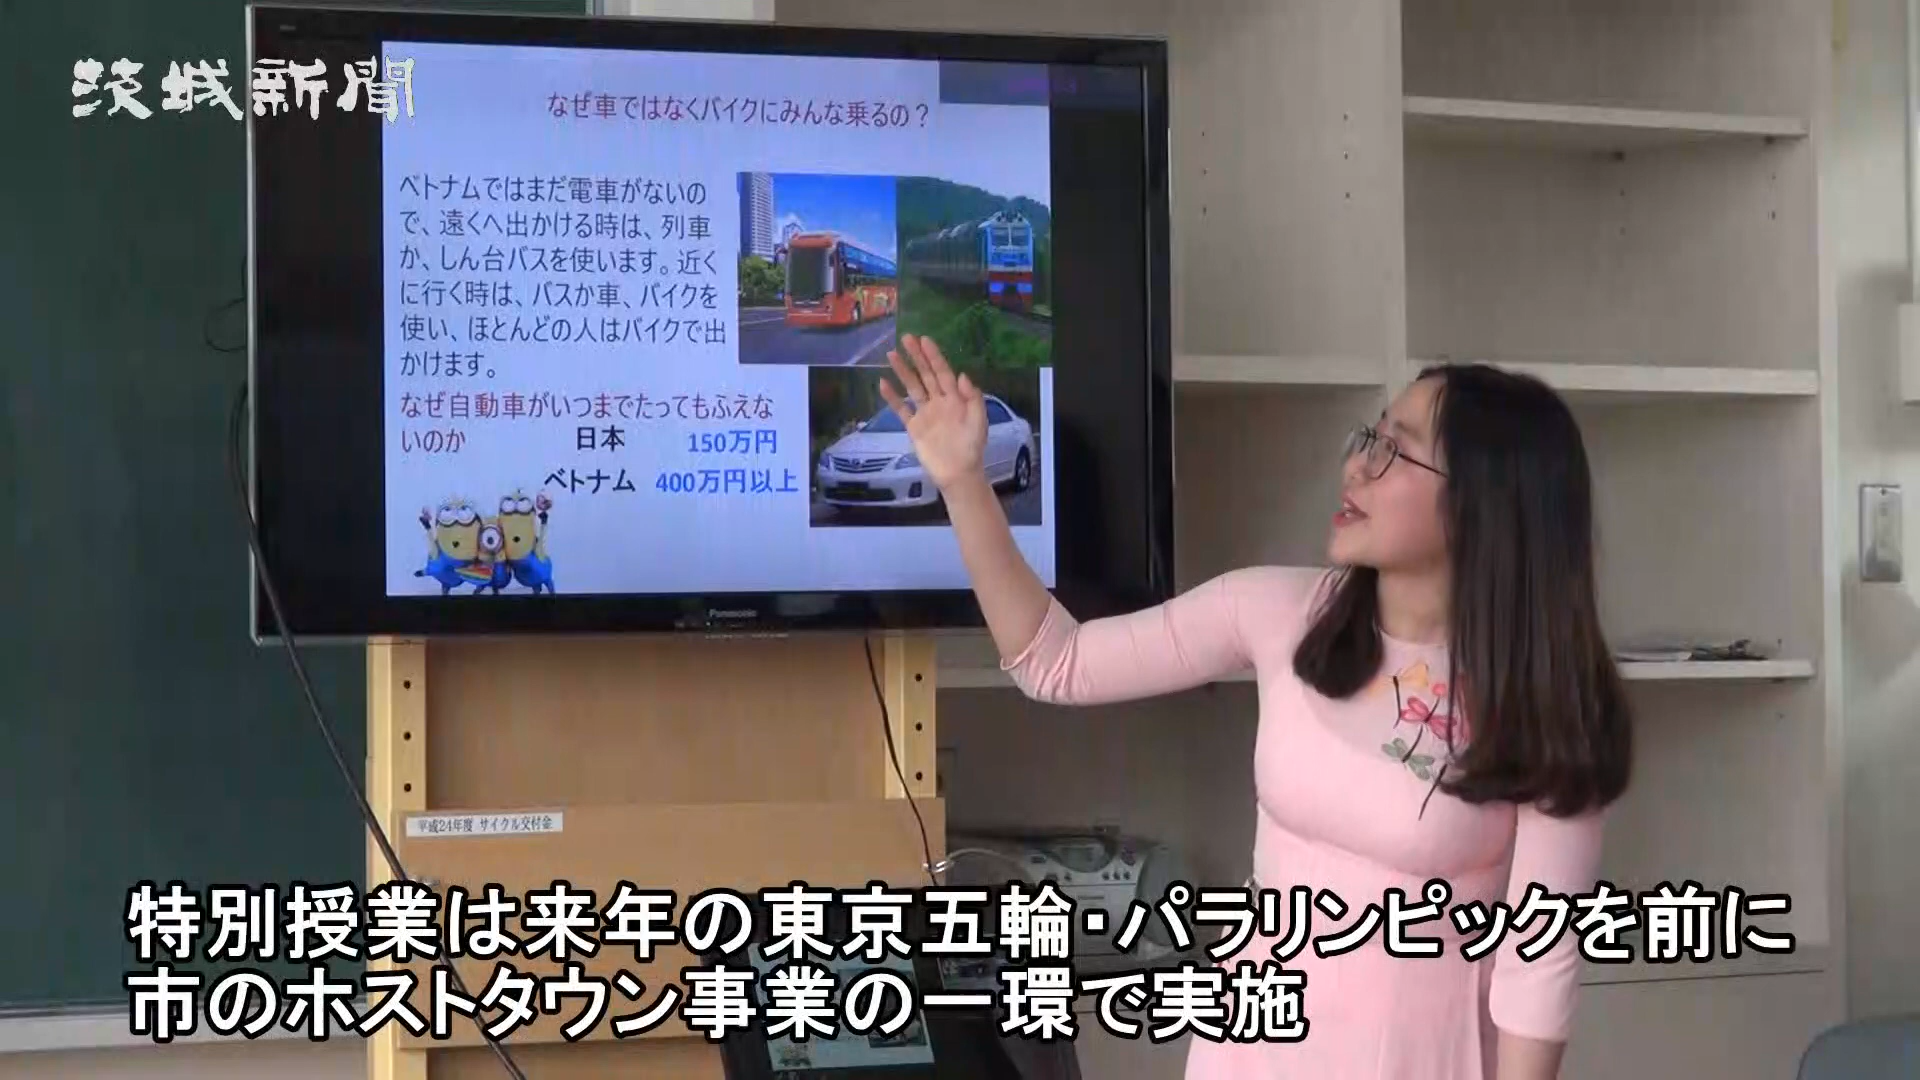 茨城新聞
なぜ車ではなくバイクにみんな乗るの？
ベトナムではまだ電車がないの
で、遠くへ出かける時は、列車
か、しん台バスを使います。近く
に行く時は、バスか車、バイクを
使い、ほとんどの人はバイクで出
かけます。
なぜ自動車がいつまでたってもふえな
いのか
日本 150万円
ベトナム 400万円以上
Panasonic
平成24年度 サイクル交付金
特別授業は来年の東京五輪・パラリンピックを前に
市のホストタウン事業の一環で実施